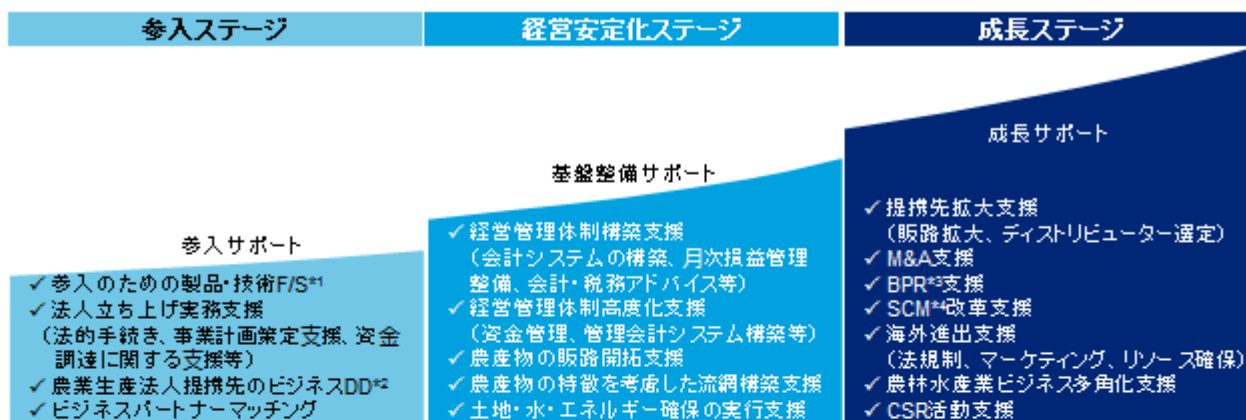 参入ステージ
経営安定化ステージ
成長ステージ
参入サポート
✓ 参入のための製品・技術F/S*1
✓ 法人立ち上げ実務支援
（法的手続き、事業計画策定支援、資金
調達に関する支援等）
✓ 農業生産法人提携先のビジネスDD*2
✓ ビジネスパートナーマッチング
基盤整備サポート
✓ 経営管理体制構築支援
（会計システムの構築、月次損益管理
整備、会計・税務アドバイス等）
✓ 経営管理体制高度化支援
（資金管理、管理会計システム構築等）
✓ 農産物の販路開拓支援
✓ 農産物の特徴を考慮した流網構築支援
✓ 土地・水・エネルギー確保の実行支援
成長サポート
✓ 提携先拡大支援
（販路拡大、ディストリビューター選定）
✓ M&A支援
✓ BPR*3支援
✓ SCM*4改革支援
✓ 海外進出支援
（法規制、マーケティング、リソース確保）
✓ 農林水産業ビジネス多角化支援
✓ CSR活動支援